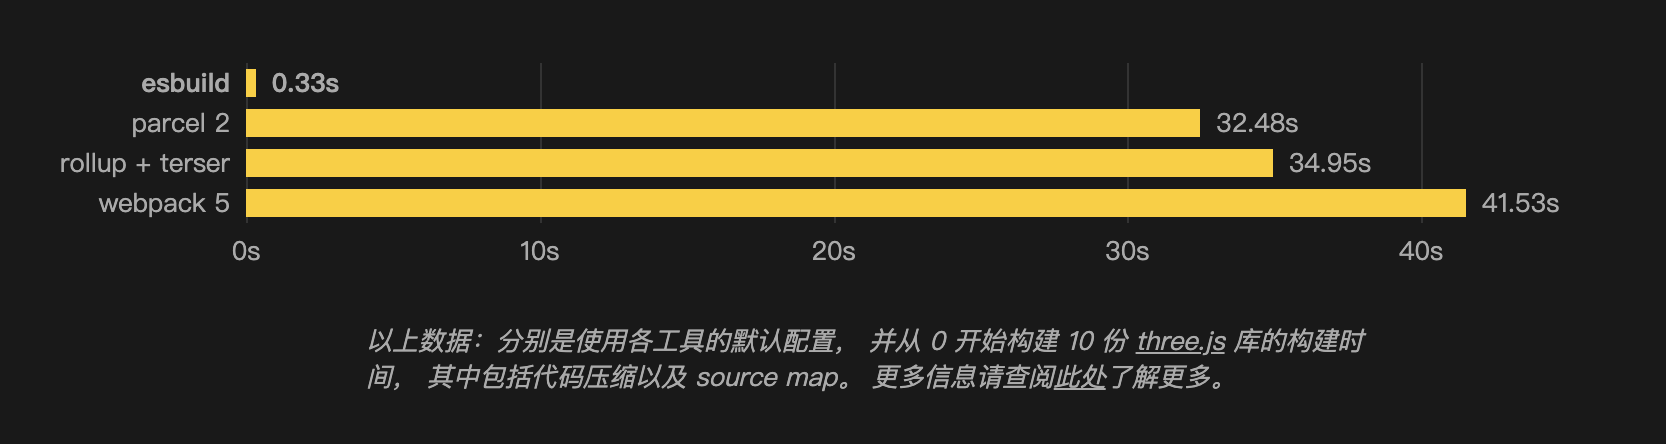 esbuild 0.33s
parcel 2 32.48s
rollup + terser 34.95s
webpack 5 41.53s
0s 10s 20s 30s 40s
以上数据：分别是使用各工具的默认配置， 并从 0 开始构建 10 份 three.js 库的构建时
间， 其中包括代码压缩以及 source map。 更多信息请查阅此处了解更多。